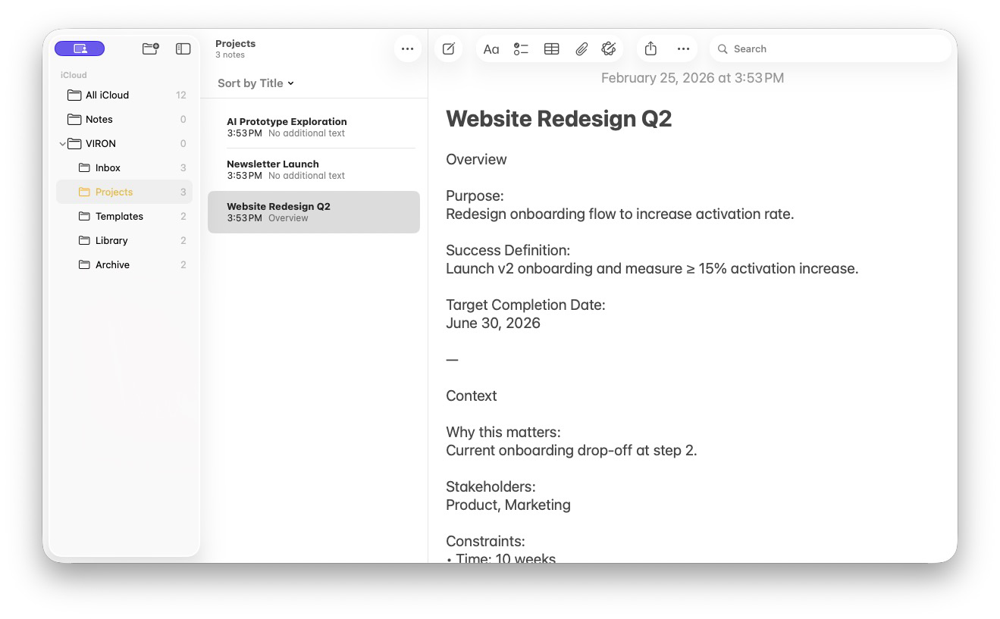 iCloud
All iCloud 12
Notes 0
VIRON 0
Inbox 3
Projects 3
Templates 2
Library 2
Archive 2
Projects
3 notes
Sort by Title
AI Prototype Exploration
3:53 PM No additional text
Newsletter Launch
3:53 PM No additional text
Website Redesign Q2
3:53 PM Overview
Aa
Search
February 25, 2026 at 3:53 PM
Website Redesign Q2
Overview
Purpose:
Redesign onboarding flow to increase activation rate.
Success Definition:
Launch v2 onboarding and measure ≥ 15% activation increase.
Target Completion Date:
June 30, 2026
—
Context
Why this matters:
Current onboarding drop-off at step 2.
Stakeholders:
Product, Marketing
Constraints:
• Time: 10 weeks